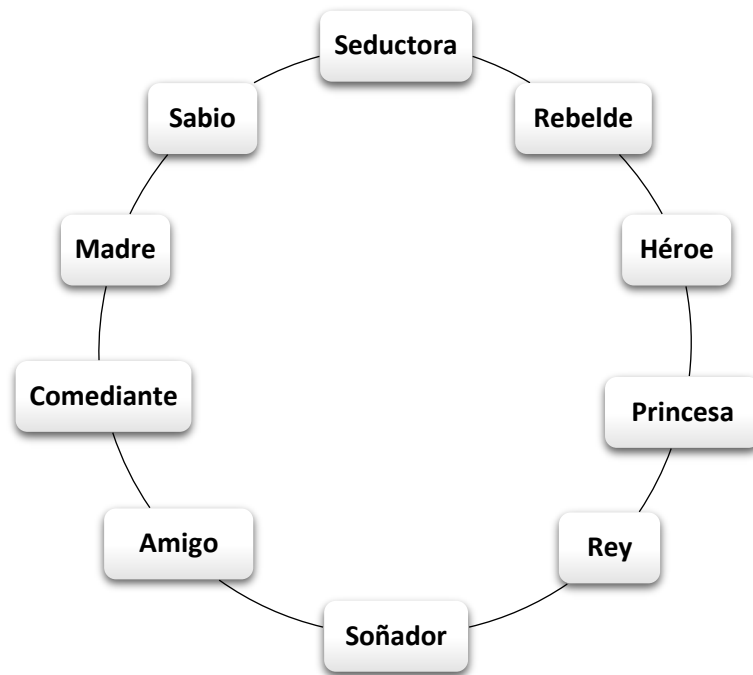 Seductora
Rebelde
Héroe
Princesa
Rey
Soñador
Amigo
Comediante
Madre
Sabio